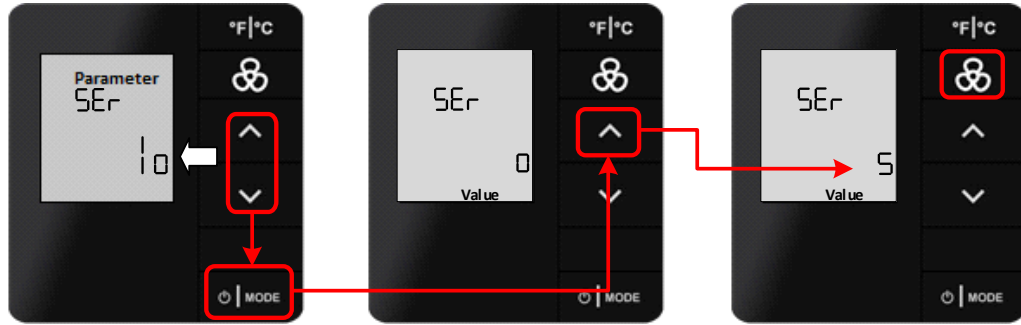 °F|°C
Parameter
SEr
10
MODE
°F|°C
SEr
0
Value
MODE
°F|°C
SEr
5
Value
MODE